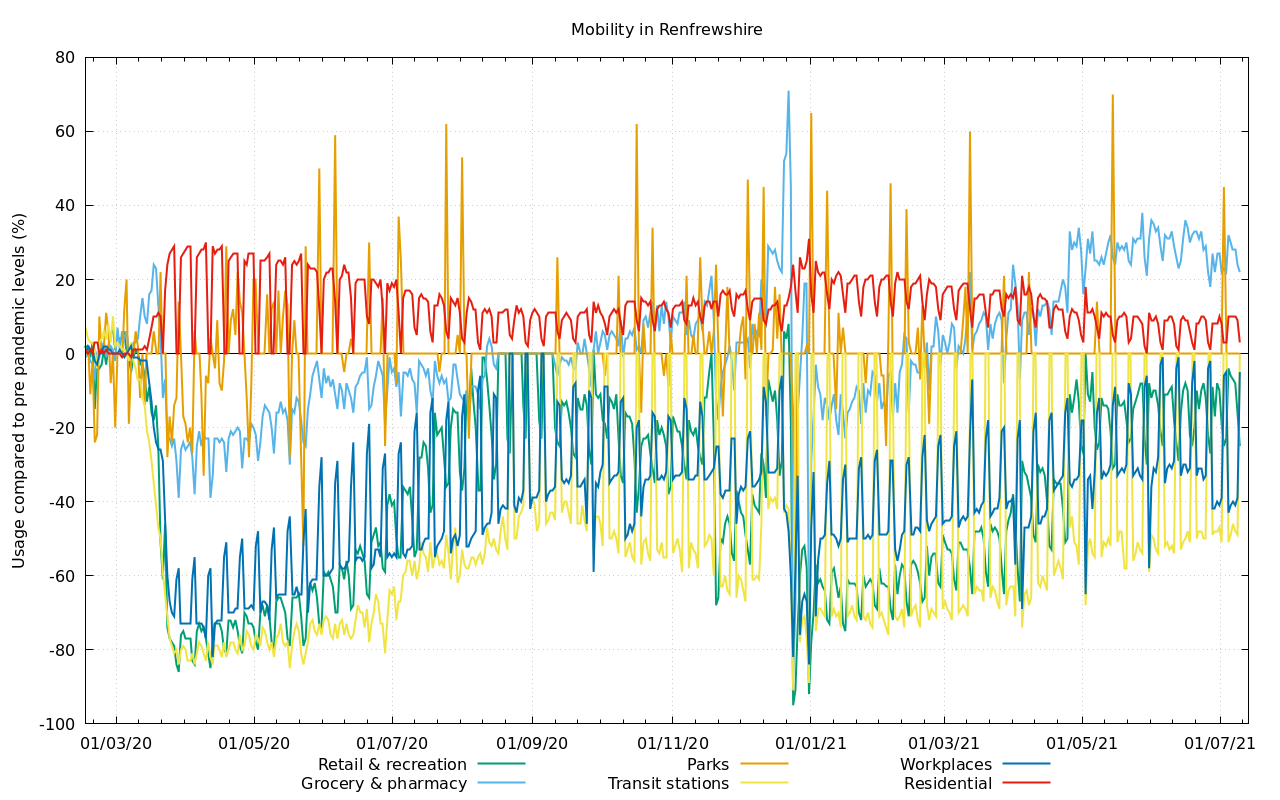 Mobility in Renfrewshire
Usage compared to pre pandemic levels (%)
80
60
40
20
0
-20
-40
-60
-80
-100
01/03/20 01/05/20 01/07/20 01/09/20 01/11/20 01/01/21 01/03/21 01/05/21 01/07/21
Retail & recreation Parks Workplaces
Grocery & pharmacy Transit stations Residential